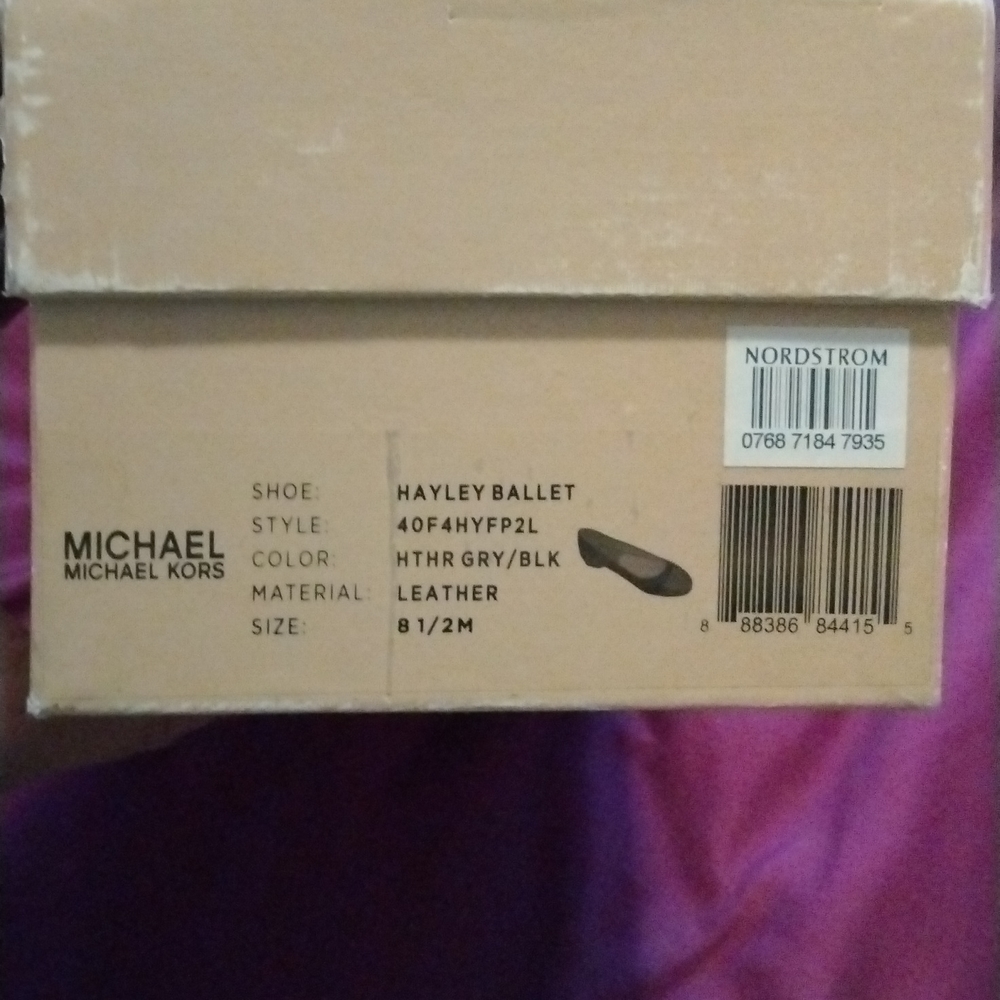 NORDSTROM
0768 7184 7935
MICHAEL
MICHAEL KORS
SHOE: HAYLEY BALLET
STYLE: 40F4HYFP2L
COLOR: HTHR GRY/BLK
MATERIAL: LEATHER
SIZE: 8 1/2M
8 88386 84415 5